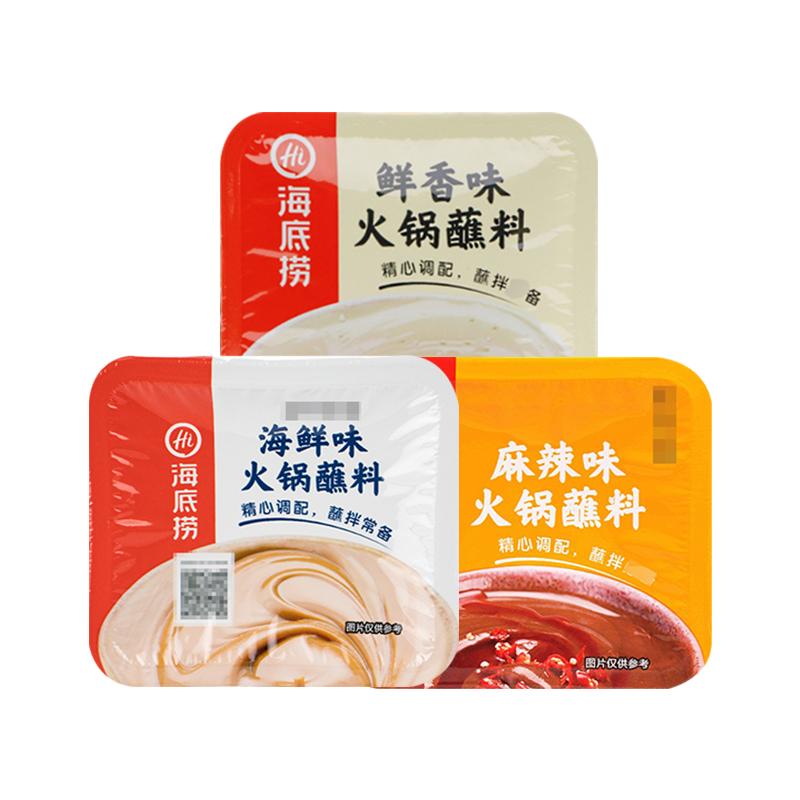 Hi
海底捞
鲜香味
火锅蘸料
精心调配，蘸拌 备
Hi
海底捞
海鲜味
火锅蘸料
精心调配，蘸拌常备
图片仅供参考
麻辣味
火锅蘸料
精心调配，蘸拌
图片仅供参考